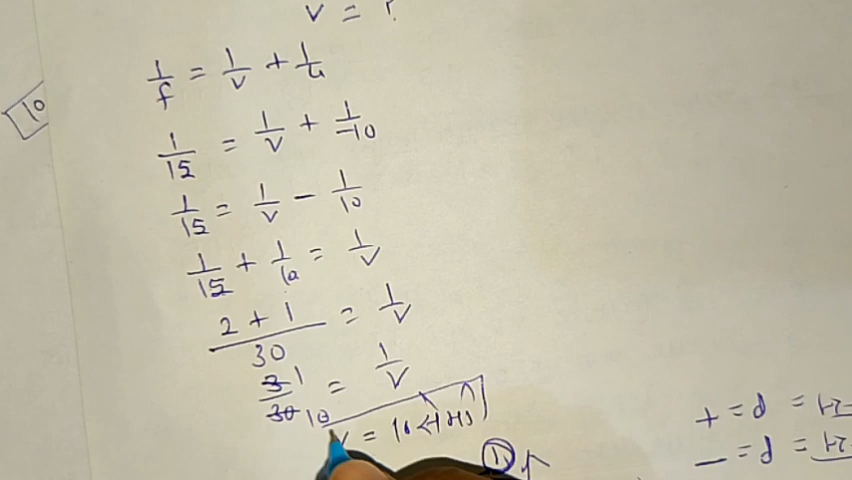 v = ?
1/f = 1/v + 1/u
10
1/15 = 1/v + 1/-10
1/15 = 1/v - 1/10
1/15 + 1/10 = 1/v
2 + 1 / 30 = 1/v
3 1 / 30 10 = 1/v
= 10